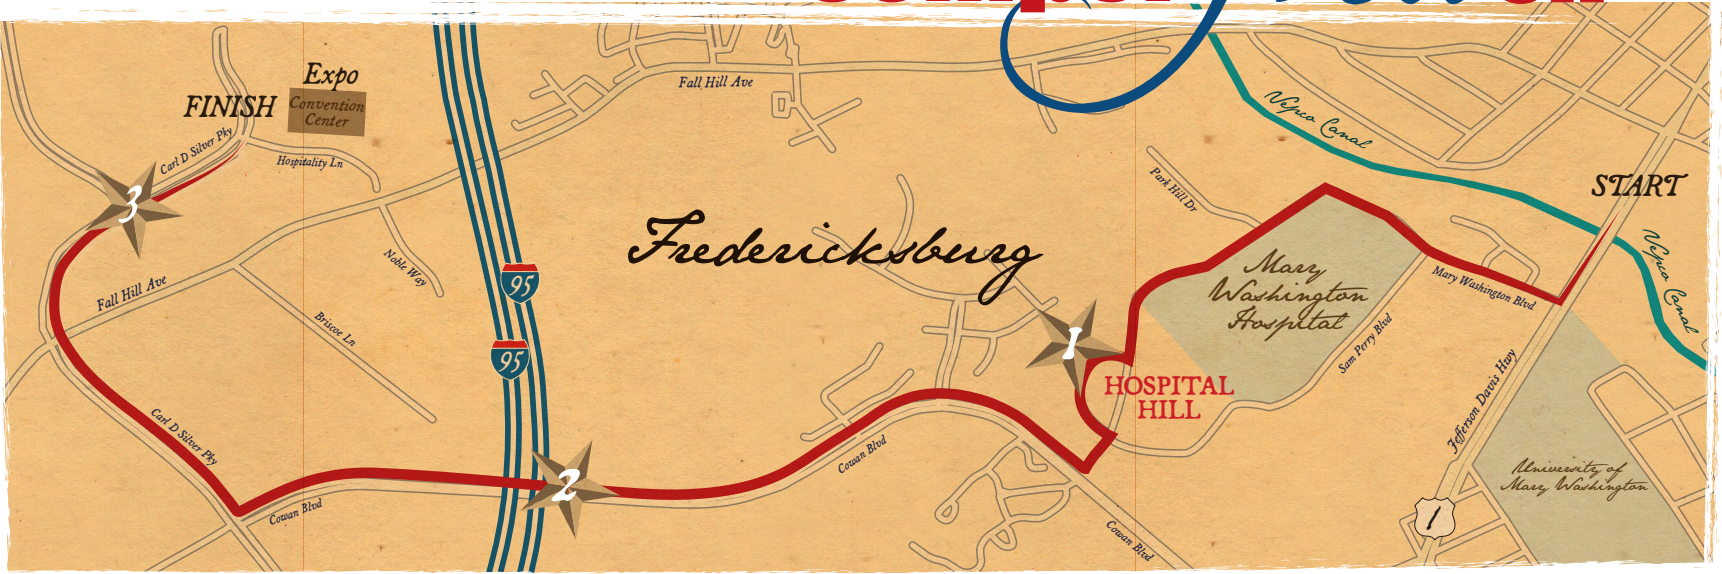 Expo
Convention
Center
FINISH
Carl D Silver Pky
Hospitality Ln
3
Fall Hill Ave
Noble Way
Briscoe Ln
Fall Hill Ave
95
95
Fredericksburg
Vepco Canal
START
Park Hill Dr
Mary
Washington
Hospital
Mary Washington Blvd
Vepco Canal
Sam Perry Blvd
1
HOSPITAL
HILL
Jefferson Davis Hwy
Carl D Silver Pky
Cowan Blvd
2
Cowan Blvd
Cowan Blvd
1
University of
Mary Washington